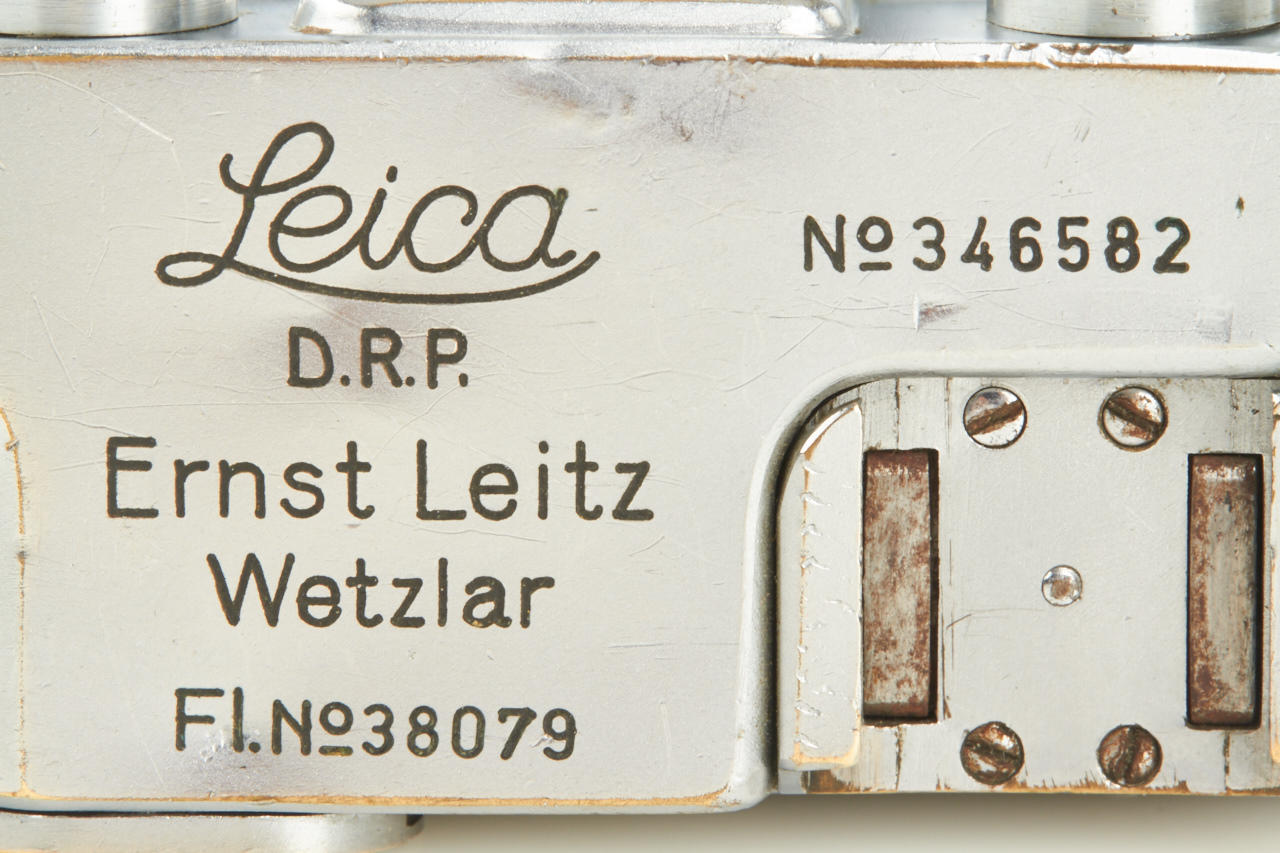 Leica
D.R.P.
Ernst Leitz
Wetzlar
Fl.Nº38079
Nº346582